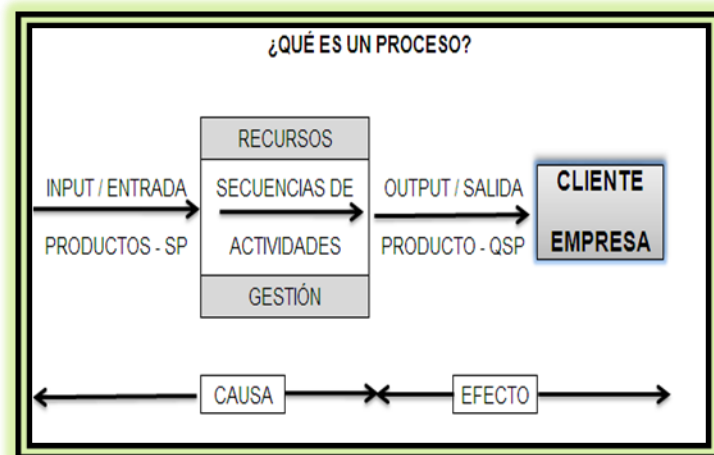 ¿QUÉ ES UN PROCESO?
RECURSOS
INPUT / ENTRADA
SECUENCIAS DE
OUTPUT / SALIDA
CLIENTE
PRODUCTOS - SP
ACTIVIDADES
PRODUCTO - QSP
EMPRESA
GESTIÓN
CAUSA
EFECTO